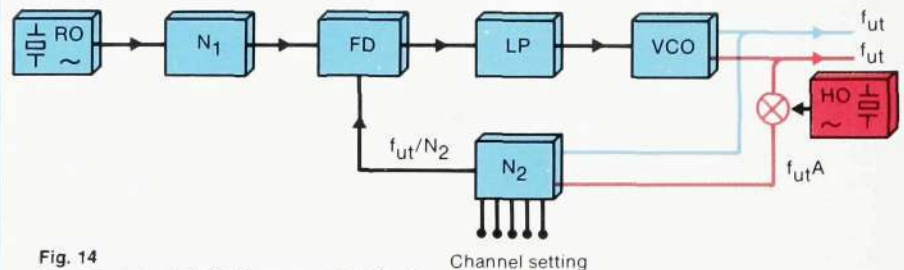 RO
N1
FD
LP
VCO
fut
fut
HO
fut/N2
N2
futA
Fig. 14
Channel setting